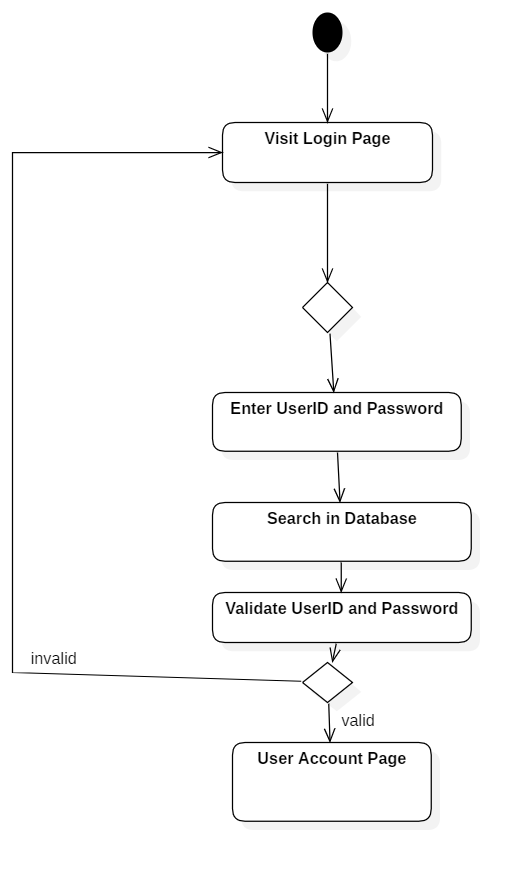 Visit Login Page
Enter UserID and Password
Search in Database
Validate UserID and Password
invalid
valid
User Account Page